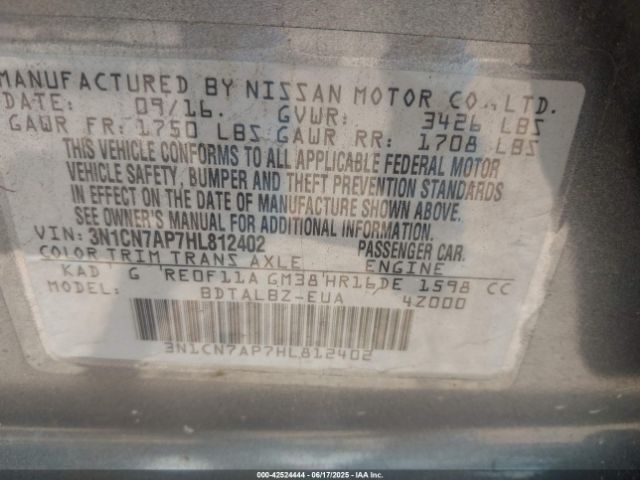 MANUFACTURED BY NISSAN MOTOR CO., LTD.
DATE: 09/16. GVWR: 3426 LBS
GAWR FR: 1750 LBS GAWR RR: 1708 LBS
THIS VEHICLE CONFORMS TO ALL APPLICABLE FEDERAL MOTOR
VEHICLE SAFETY, BUMPER AND THEFT PREVENTION STANDARDS
IN EFFECT ON THE DATE OF MANUFACTURE SHOWN ABOVE.
SEE OWNER'S MANUAL FOR ADDITIONAL INFORMATION.
VIN: 3N1CN7AP7HL812402 PASSENGER CAR.
COLOR TRIM TRANS AXLE ENGINE
KAD G RE0F11A GM38 HR16DE 1598 CC
MODEL: BDTALBZ-EUA 4Z000
3N1CN7AP7HL812402
000-42524444 | 06/17/2025 | IAA Inc.